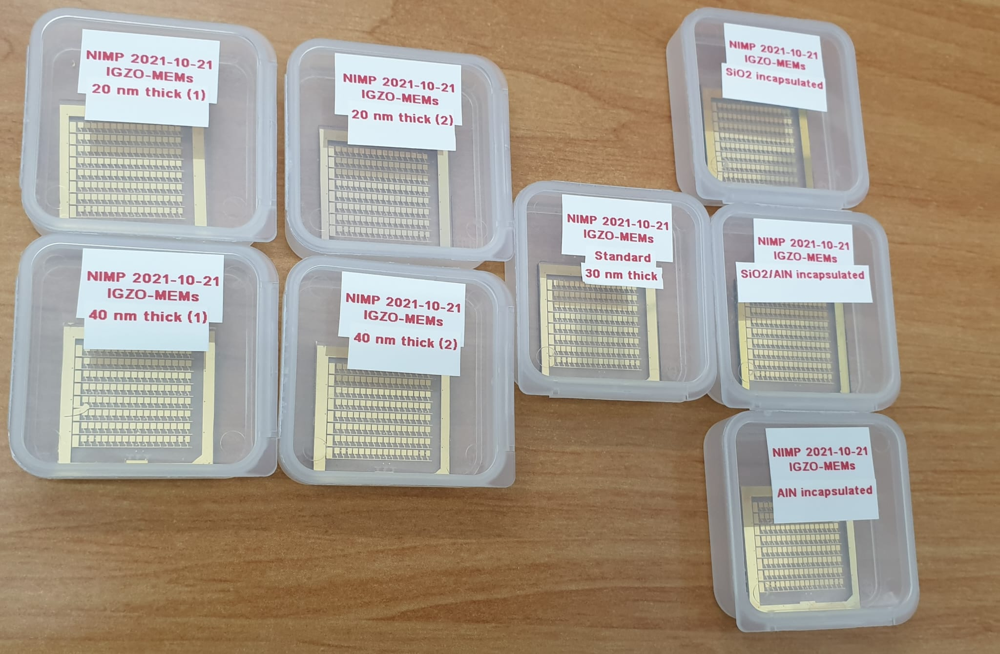 NIMP 2021-10-21
IGZO-MEMs
20 nm thick (1)
NIMP 2021-10-21
IGZO-MEMs
20 nm thick (2)
NIMP 2021-10-21
IGZO-MEMs
SiO2 incapsulated
NIMP 2021-10-21
IGZO-MEMs
40 nm thick (1)
NIMP 2021-10-21
IGZO-MEMs
40 nm thick (2)
NIMP 2021-10-21
IGZO-MEMs
Standard
30 nm thick
NIMP 2021-10-21
IGZO-MEMs
SiO2/AlN incapsulated
NIMP 2021-10-21
IGZO-MEMs
AlN incapsulated